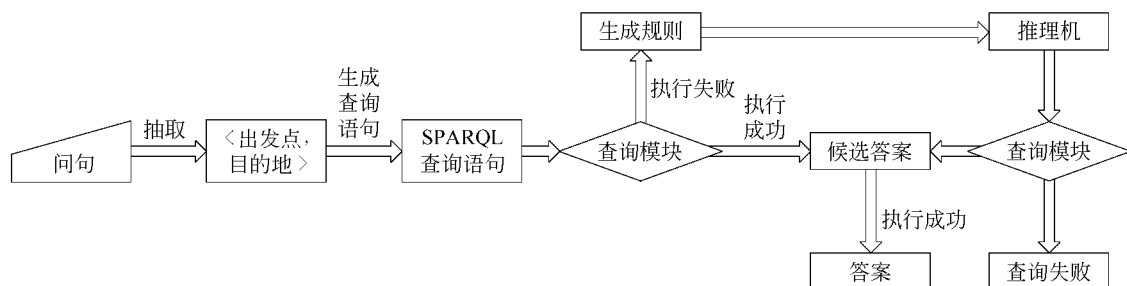 生成规则
推理机
生成
查询
语句
执行失败
执行
成功
抽取
<出发点,
目的地>
SPARQL
查询语句
问句
查询模块
候选答案
查询模块
执行成功
答案
查询失败